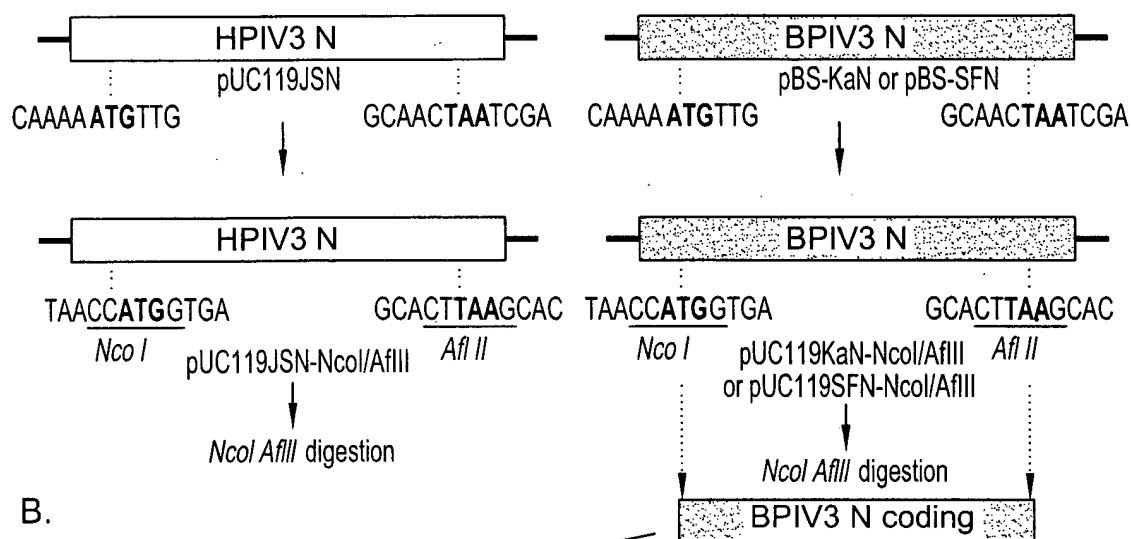 HPIV3 N
BPIV3 N
pUC119JSN
pBS-KaN or pBS-SFN
CAAAAATGTTG
GCAACTAATCGA
CAAAAATGTTG
GCAACTAATCGA
HPIV3 N
BPIV3 N
TAACCATGGTGA
GCACTTAAGCAC
TAACCATGGTGA
GCACTTAAGCAC
Nco I
Afl II
Nco I
Afl II
pUC119JSN-NcoI/AflII
pUC119KaN-NcoI/AflII
or pUC119SFN-NcoI/AflII
NcoI AflII digestion
NcoI AflII digestion
B.
BPIV3 N coding